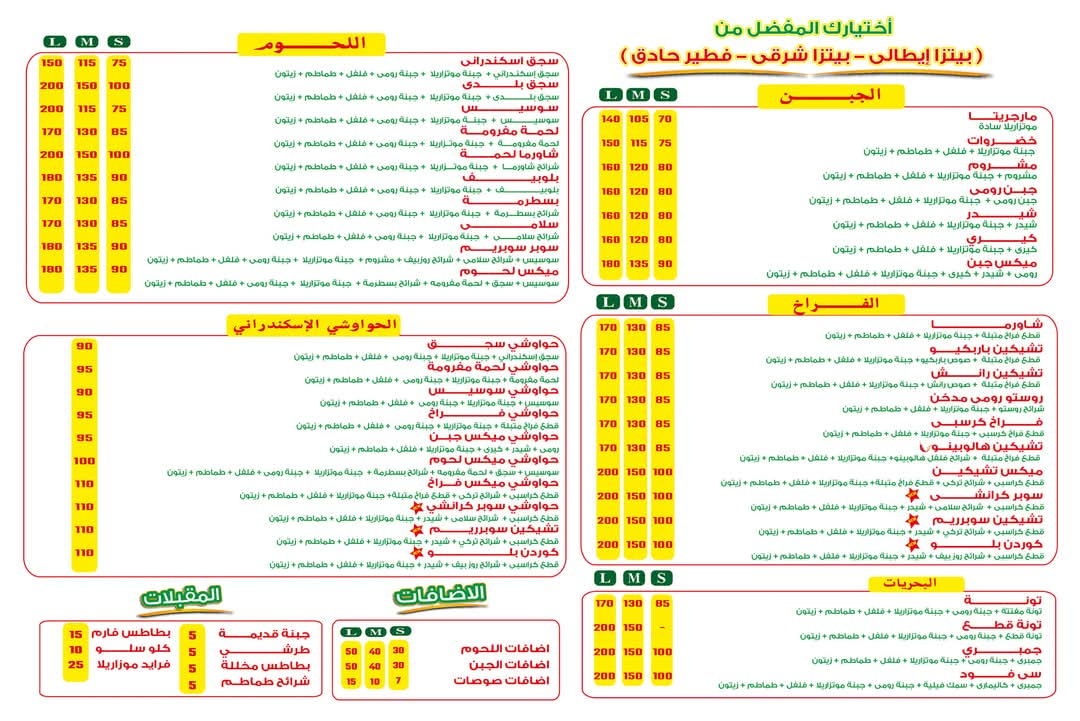 أختيارك المفضل من
( بيتزا إيطالى - بيتزا شرقى - فطير حادق )
الجبــن
L M S
مارجريتا 70 105 140
موتزاريلا سادة
خضروات 75 115 150
جبنة موتزاريلا + فلفل + طماطم + زيتون
مشروم 80 120 160
مشروم + جبنة موتزاريلا + فلفل + طماطم + زيتون
جبن رومى 80 120 160
جبن رومى + جبنة موتزاريلا + فلفل + طماطم + زيتون
شيدر 80 120 160
شيدر + جبنة موتزاريلا + فلفل + طماطم + زيتون
كيرى 80 120 160
كيرى + جبنة موتزاريلا + فلفل + طماطم + زيتون
ميكس جبن 90 135 180
رومى + شيدر + كيرى + جبنة موتزاريلا + فلفل + طماطم + زيتون
الفــراخ
L M S
شاورما 85 130 170
قطع فراخ متبلة + جبنة موتزاريلا + فلفل + طماطم + زيتون
تشيكين باربكيو 85 130 170
قطع فراخ متبلة + صوص باربكيو +جبنة موتزاريلا + فلفل + طماطم + زيتون
تشيكين رانش 85 130 170
قطع فراخ متبلة + صوص رانش + جبنة موتزاريلا + فلفل + طماطم + زيتون
روستو رومى مدخن 85 130 170
شرائح روستو + جبنة موتزاريلا + فلفل + طماطم + زيتون
فراخ كرسبى 85 130 170
قطع فراخ كرسبى + جبنة موتزاريلا + فلفل + طماطم + زيتون
تشيكين هالوبينو 85 130 170
قطع فراخ متبلة + شرائح فلفل هالوبينو+ جبنة موتزاريلا + فلفل + طماطم + زيتون
ميكس تشيكين 100 150 200
قطع كراسبى + شرائح تركى + قطع فراخ متبلة+ جبنة موتزاريلا + فلفل + طماطم + زيتون
سوبر كرانشى 100 150 200
قطع كراسبى + شرائح سلامى + شيدر + جبنة موتزاريلا + فلفل + طماطم + زيتون
تشيكين سوبرريم 100 150 200
قطع كراسبى + شرائح تركي + شيدر + جبنة موتزاريلا + فلفل + طماطم + زيتون
كوردن بلو 100 150 200
قطع كراسبى + شرائح روز بيف + شيدر + جبنة موتزاريلا + فلفل + طماطم + زيتون
البحريات
L M S
تونة 85 130 170
تونة مفتتة + جبنة رومى + جبنة موتزاريلا + فلفل + طماطم + زيتون
تونة قطع - 150 200
تونة قطع + جبنة رومى + جبنة موتزاريلا + فلفل + طماطم + زيتون
جمبرى 100 150 200
جمبرى + جبنة رومى + جبنة موتزاريلا + فلفل + طماطم + زيتون
سى فود 100 150 200
جمبرى + كاليمارى + سمك فيلية + جبنة رومى + جبنة موتزاريلا + فلفل + طماطم + زيتون
اللحــوم
L M S
سجق اسكندرانى 75 115 150
سجق إسكندراني + جبنة موتزاريلا + جبنة رومى + فلفل + طماطم + زيتون
سجق بلدى 100 150 200
سجق بلدى + جبنة موتزاريلا + جبنة رومى + فلفل + طماطم + زيتون
سوسيس 75 115 200
سوسيس + جبنة موتزاريلا + جبنة رومى + فلفل + طماطم + زيتون
لحمة مفرومة 85 130 170
لحمة مفرومة + جبنة موتزاريلا + جبنة رومى + فلفل + طماطم + زيتون
شاورما لحمة 100 150 200
شرائح شاورما + جبنة موتزاريلا + جبنة رومى + فلفل + طماطم + زيتون
بلوبيف 90 135 180
بلوبيف + جبنة موتزاريلا + جبنة رومى + فلفل + طماطم + زيتون
بسطرمة 85 130 170
شرائح بسطرمة + جبنة موتزاريلا + جبنة رومى + فلفل + طماطم + زيتون
سلامى 85 130 170
شرائح سلامى + جبنة موتزاريلا + جبنة رومى + فلفل + طماطم + زيتون
سوبر سوبريم 90 135 180
سوسيس + شرائح سلامى + شرائح روزبيف + مشروم + جبنة موتزاريلا + جبنة رومى + فلفل + طماطم + زيتون
ميكس لحوم 90 135 180
سوسيس + سجق + لحمة مفرومه + شرائح بسطرمة + جبنة موتزاريلا + جبنة رومى + فلفل + طماطم + زيتون
الحواوشي الإسكندراني
حواوشي سجق 90
سجق إسكندراني + جبنة موتزاريلا + جبنة رومى + فلفل + طماطم + زيتون
حواوشي لحمة مفرومة 95
لحمة مفرومة + جبنة موتزاريلا + جبنة رومى + فلفل + طماطم + زيتون
حواوشي سوسيس 90
سوسيس + جبنة موتزاريلا + جبنة رومى + فلفل + طماطم + زيتون
حواوشي فراخ 95
قطع فراخ متبلة + جبنة موتزاريلا + جبنة رومى + فلفل + طماطم + زيتون
حواوشي ميكس جبن 95
رومى + شيدر + كيرى + جبنة موتزاريلا + فلفل + طماطم + زيتون
حواوشي ميكس لحوم 100
سوسيس + سجق + لحمة مفرومه + شرائح بسطرمة + جبنة موتزاريلا + جبنة رومى + فلفل + طماطم + زيتون
حواوشي ميكس فراخ 110
قطع كراسبى + شرائح تركي + قطع فراخ متبلة+ جبنة موتزاريلا + فلفل + طماطم + زيتون
حواوشي سوبر كرانشي 110
قطع كراسبى + شرائح سلامى + شيدر + جبنة موتزاريلا + فلفل + طماطم + زيتون
تشيكين سوبرريم 110
قطع كراسبى + شرائح تركي + شيدر + جبنة موتزاريلا + فلفل + طماطم + زيتون
كوردن بلو 110
قطع كراسبى + شرائح روز بيف + شيدر + جبنة موتزاريلا + فلفل + طماطم + زيتون
الاضافات
L M S
اضافات اللحوم 30 40 50
اضافات الجبن 30 40 50
اضافات صوصات 7 10 15
المقبلات
جبنة قديمة 5
طرشي 5
بطاطس مخللة 5
شرائح طماطم 5
بطاطس فارم 15
كلو سلو 10
فرايد موزاريلا 25